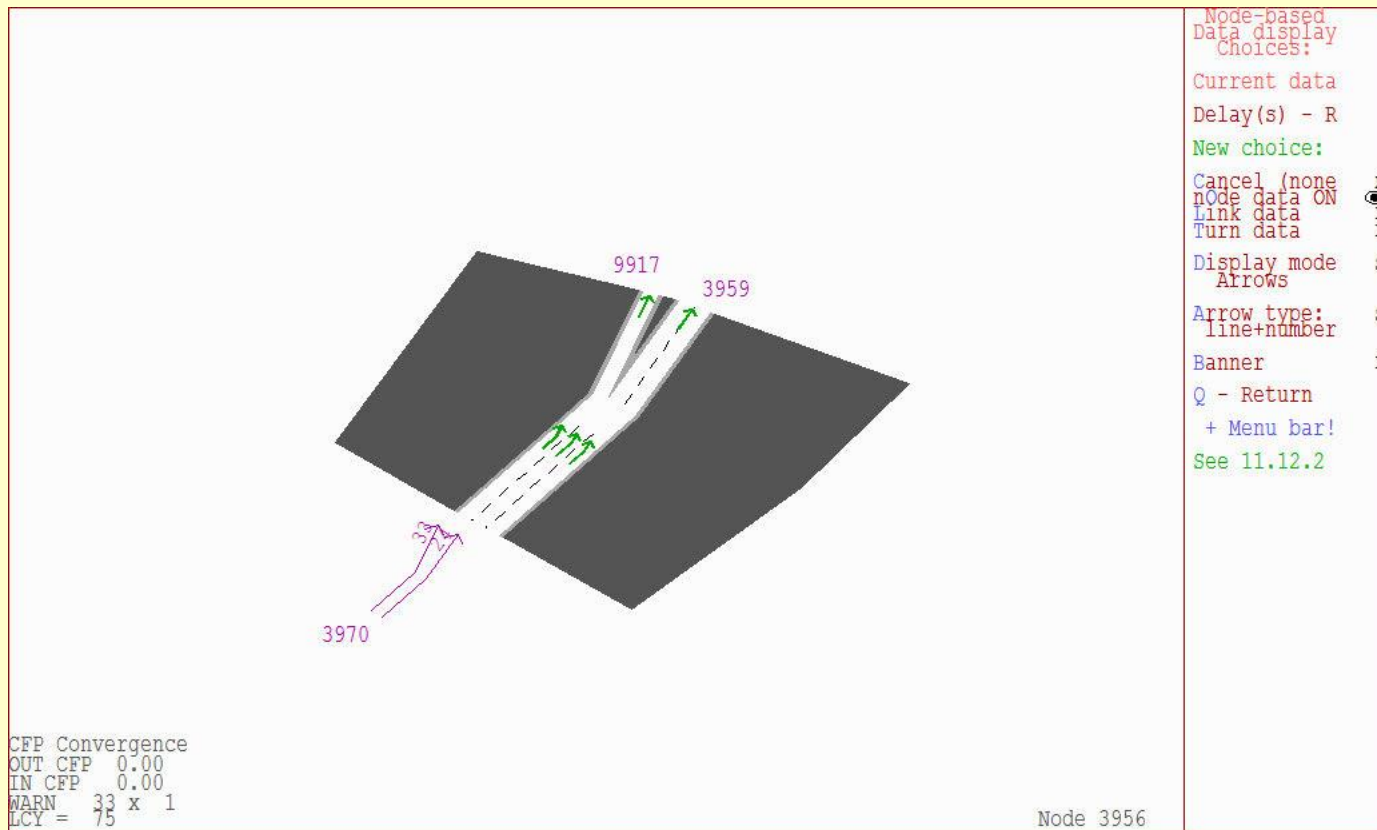 Node-based
Data display
Choices:
Current data
Delay(s) - R
New choice:
Cancel (none
nOde data ON
Link data
Turn data
Display mode
Arrows
Arrow type:
line+number
Banner
Q - Return
+ Menu bar!
See 11.12.2
9917
3959
33
3970
CFP Convergence
OUT CFP 0.00
IN CFP 0.00
WARN 33 x 1
LCY = 75
Node 3956